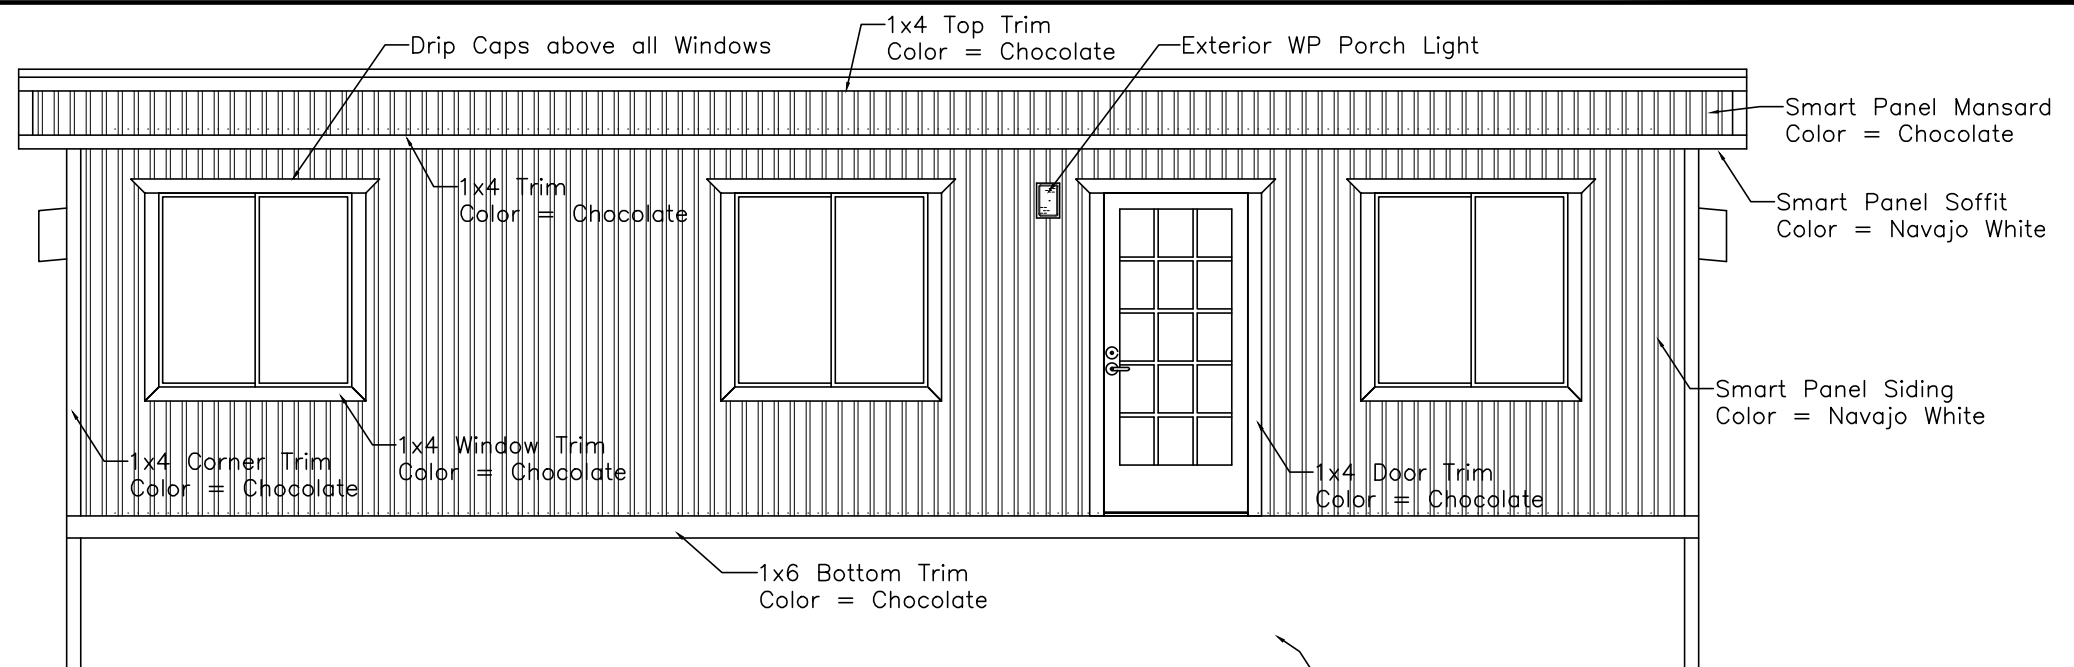 Drip Caps above all Windows
1x4 Top Trim
Color = Chocolate
Exterior WP Porch Light
Smart Panel Mansard
Color = Chocolate
1x4 Trim
Color = Chocolate
Smart Panel Soffit
Color = Navajo White
Smart Panel Siding
Color = Navajo White
1x4 Corner Trim
Color = Chocolate
1x4 Window Trim
Color = Chocolate
1x4 Door Trim
Color = Chocolate
1x6 Bottom Trim
Color = Chocolate